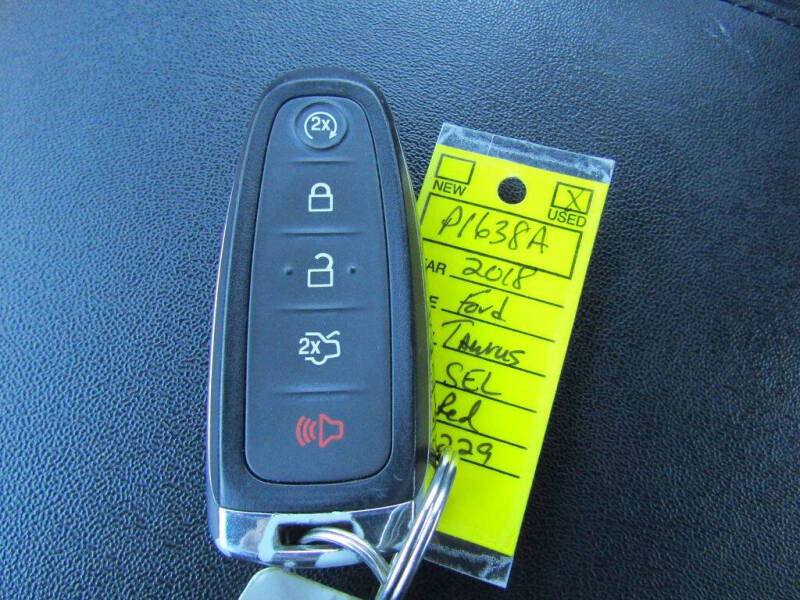 2x
2x
NEW
X
USED
P1638A
AR 2018
E Ford
Taurus
SEL
Red
229